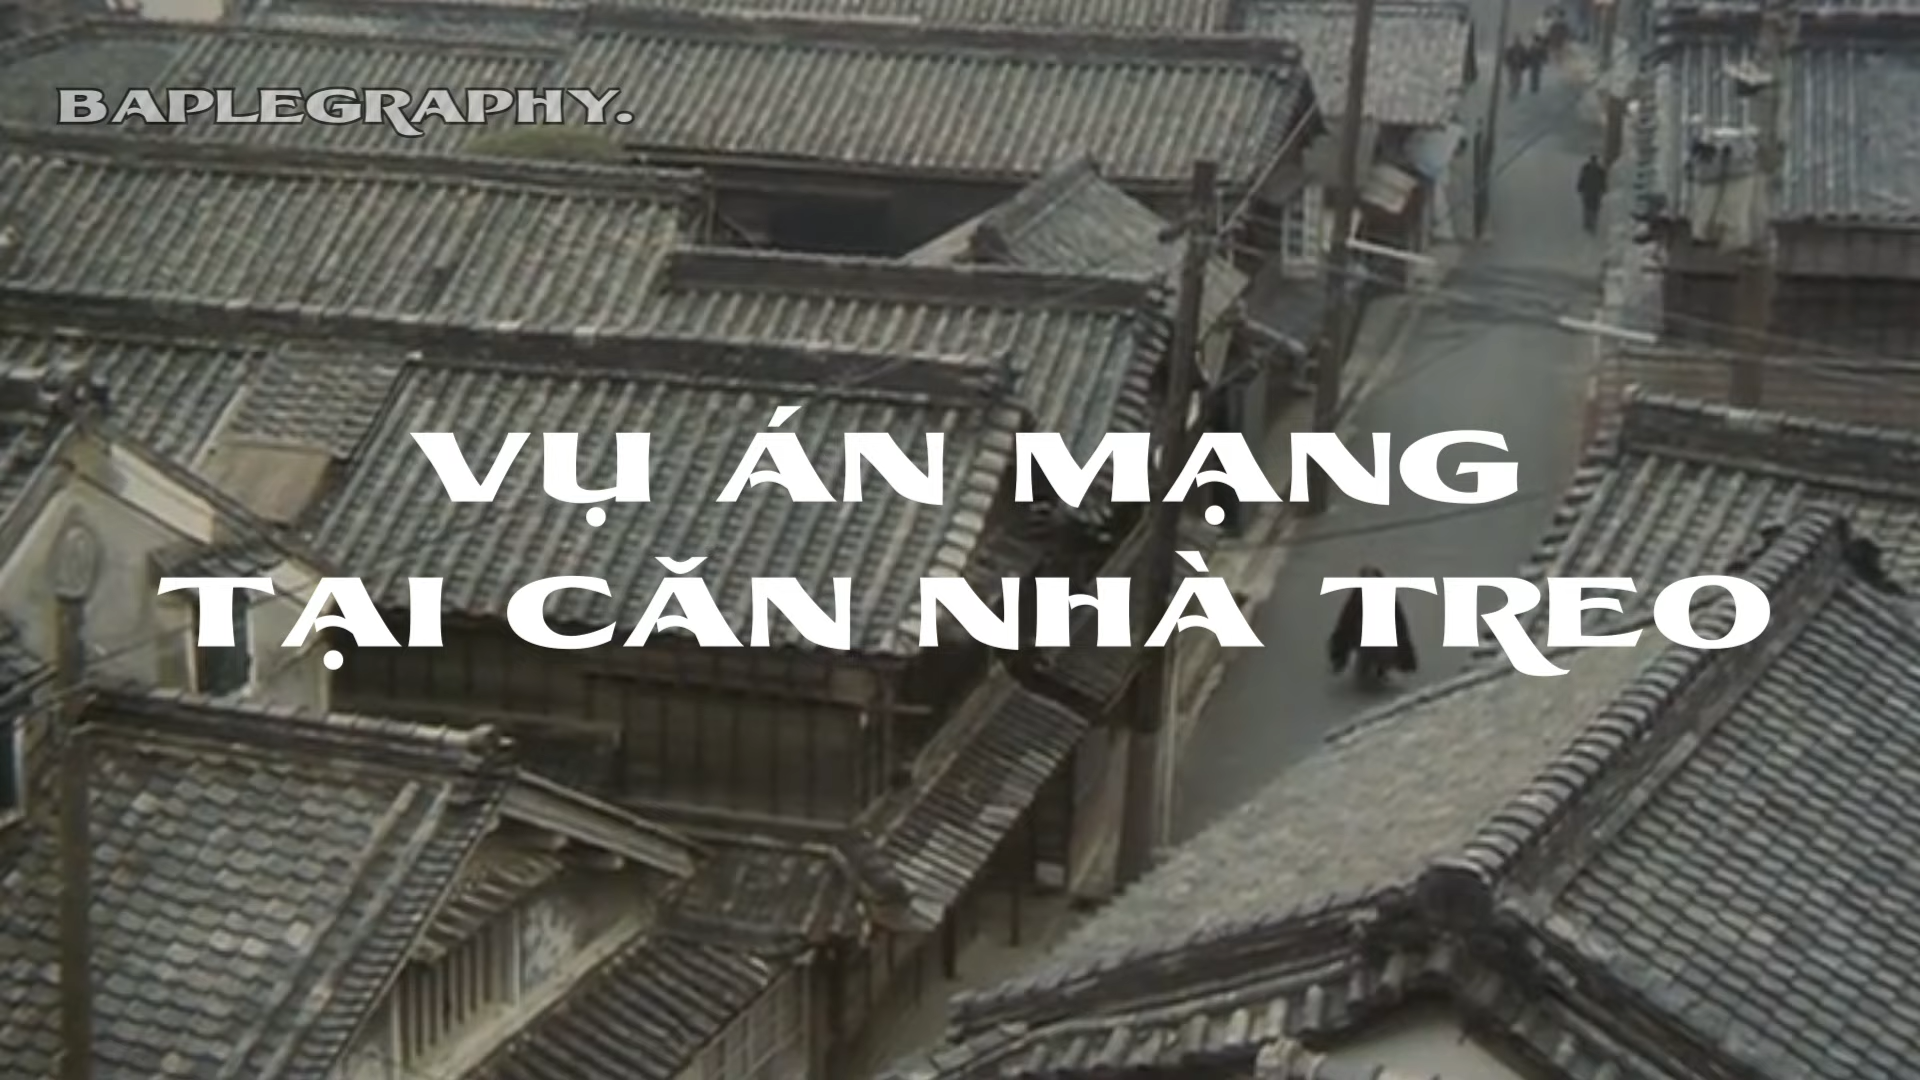 BAPLEGRAPHY.
VỤ ÁN MẠNG
TẠI CĂN NHÀ TREO